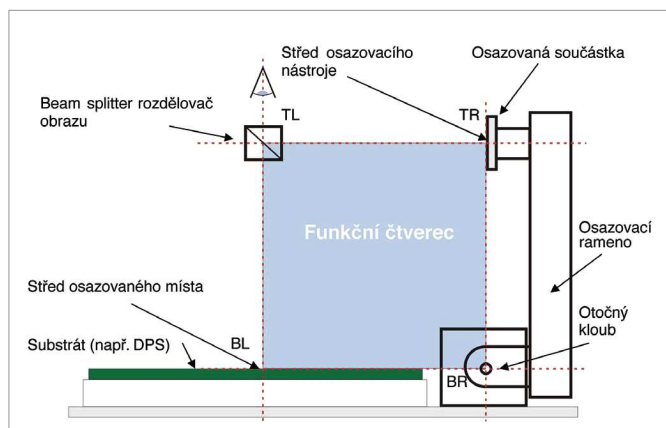 Střed osazovacího
nástroje
Osazovaná součástka
Beam splitter rozdělovač
obrazu
TL
TR
Funkční čtverec
Osazovací
rameno
Střed osazovaného místa
Otočný
kloub
Substrát (např. DPS)
BL
BR